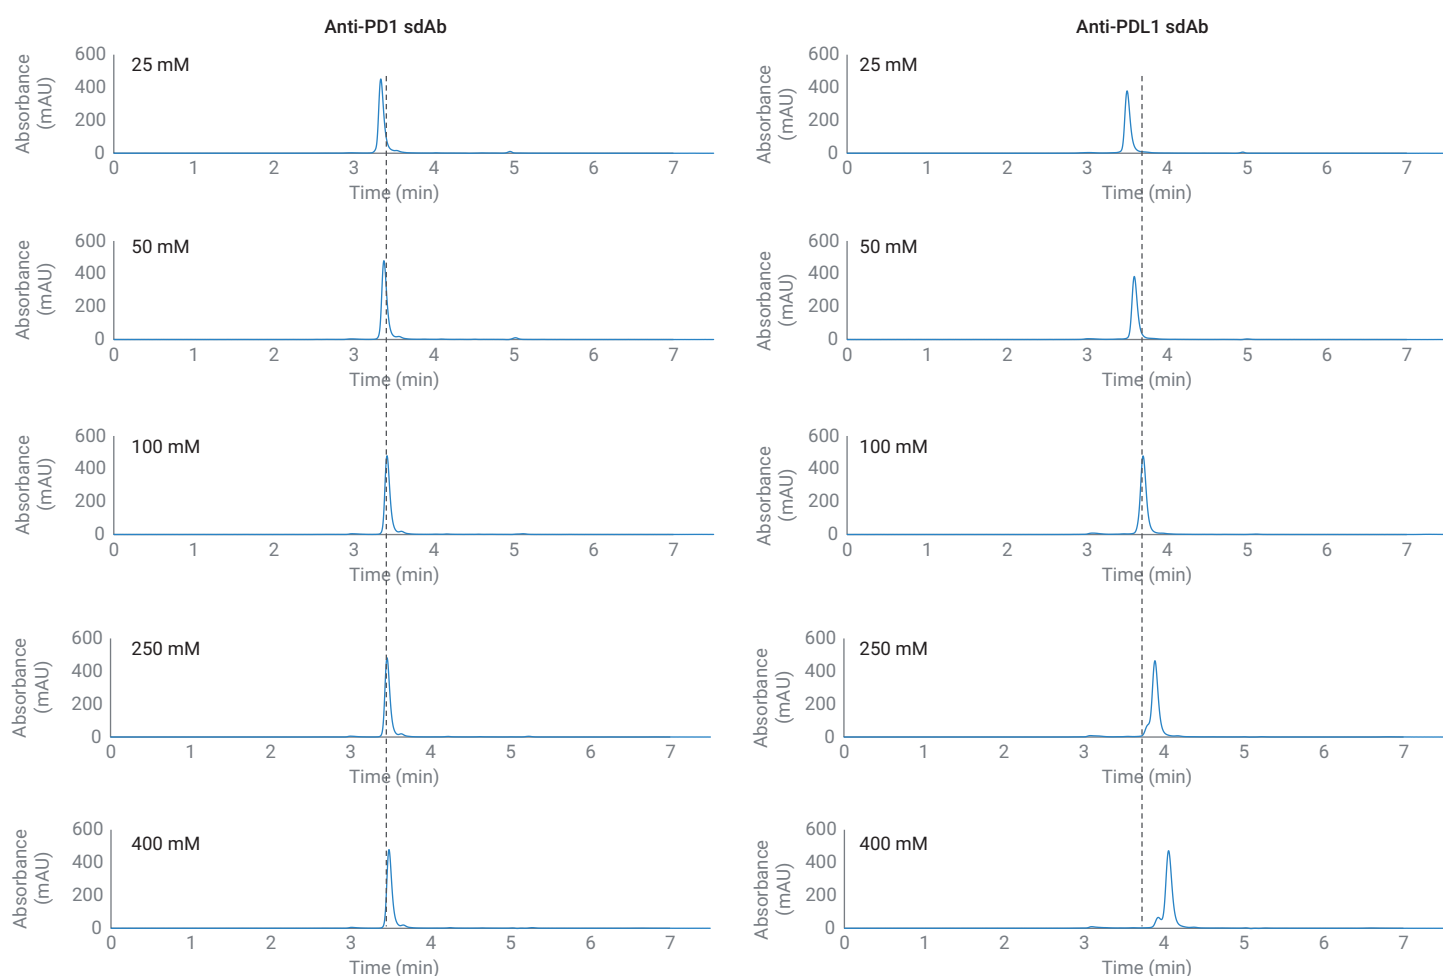 Anti-PD1 sdAb
Absorbance
(mAU)
600
400
200
0
25 mM
0 1 2 3 4 5 6 7
Time (min)
Absorbance
(mAU)
600
400
200
0
50 mM
0 1 2 3 4 5 6 7
Time (min)
Absorbance
(mAU)
600
400
200
0
100 mM
0 1 2 3 4 5 6 7
Time (min)
Absorbance
(mAU)
600
400
200
0
250 mM
0 1 2 3 4 5 6 7
Time (min)
Absorbance
(mAU)
600
400
200
0
400 mM
0 1 2 3 4 5 6 7
Time (min)
Anti-PDL1 sdAb
Absorbance
(mAU)
600
400
200
0
25 mM
0 1 2 3 4 5 6 7
Time (min)
Absorbance
(mAU)
600
400
200
0
50 mM
0 1 2 3 4 5 6 7
Time (min)
Absorbance
(mAU)
600
400
200
0
100 mM
0 1 2 3 4 5 6 7
Time (min)
Absorbance
(mAU)
600
400
200
0
250 mM
0 1 2 3 4 5 6 7
Time (min)
Absorbance
(mAU)
600
400
200
0
400 mM
0 1 2 3 4 5 6 7
Time (min)